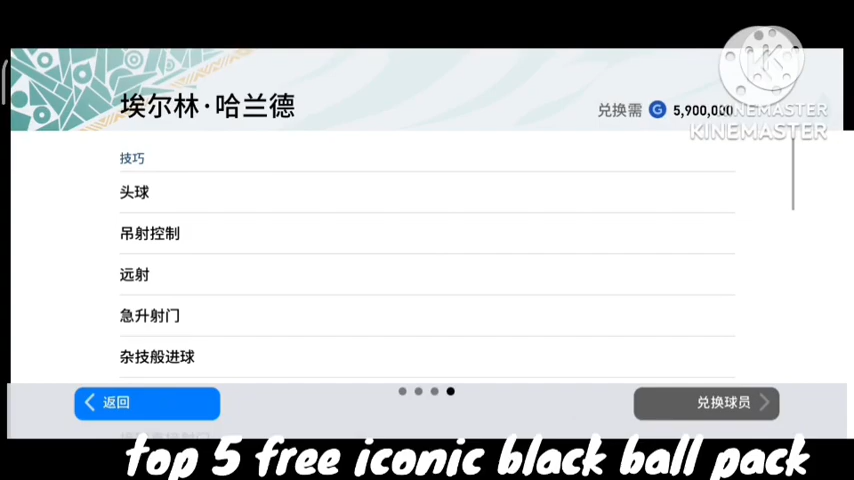 埃尔林·哈兰德
兑换需 G 5,900,000
KINEMASTER
KINEMASTER
技巧
头球
吊射控制
远射
急升射门
杂技般进球
返回
兑换球员
top 5 free iconic black ball pack